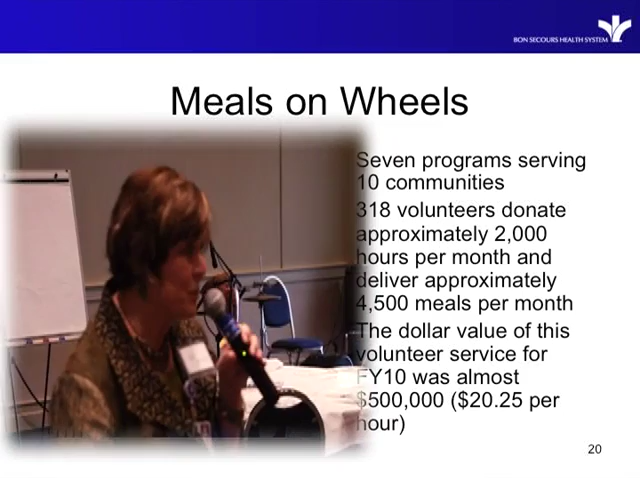 BON SECOURS HEALTH SYSTEM
Meals on Wheels
Seven programs serving
10 communities
318 volunteers donate
approximately 2,000
hours per month and
deliver approximately
4,500 meals per month
The dollar value of this
volunteer service for
FY10 was almost
$500,000 ($20.25 per
hour)
20